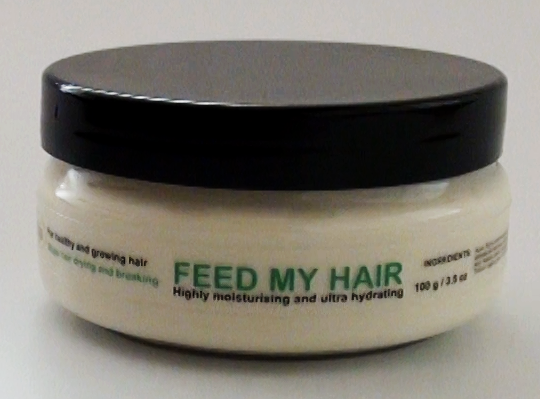 For healthy and growing hair
hair drying and breaking
FEED MY HAIR
Highly moisturising and ultra hydrating
INGREDIENTS
100 g / 3.5 oz